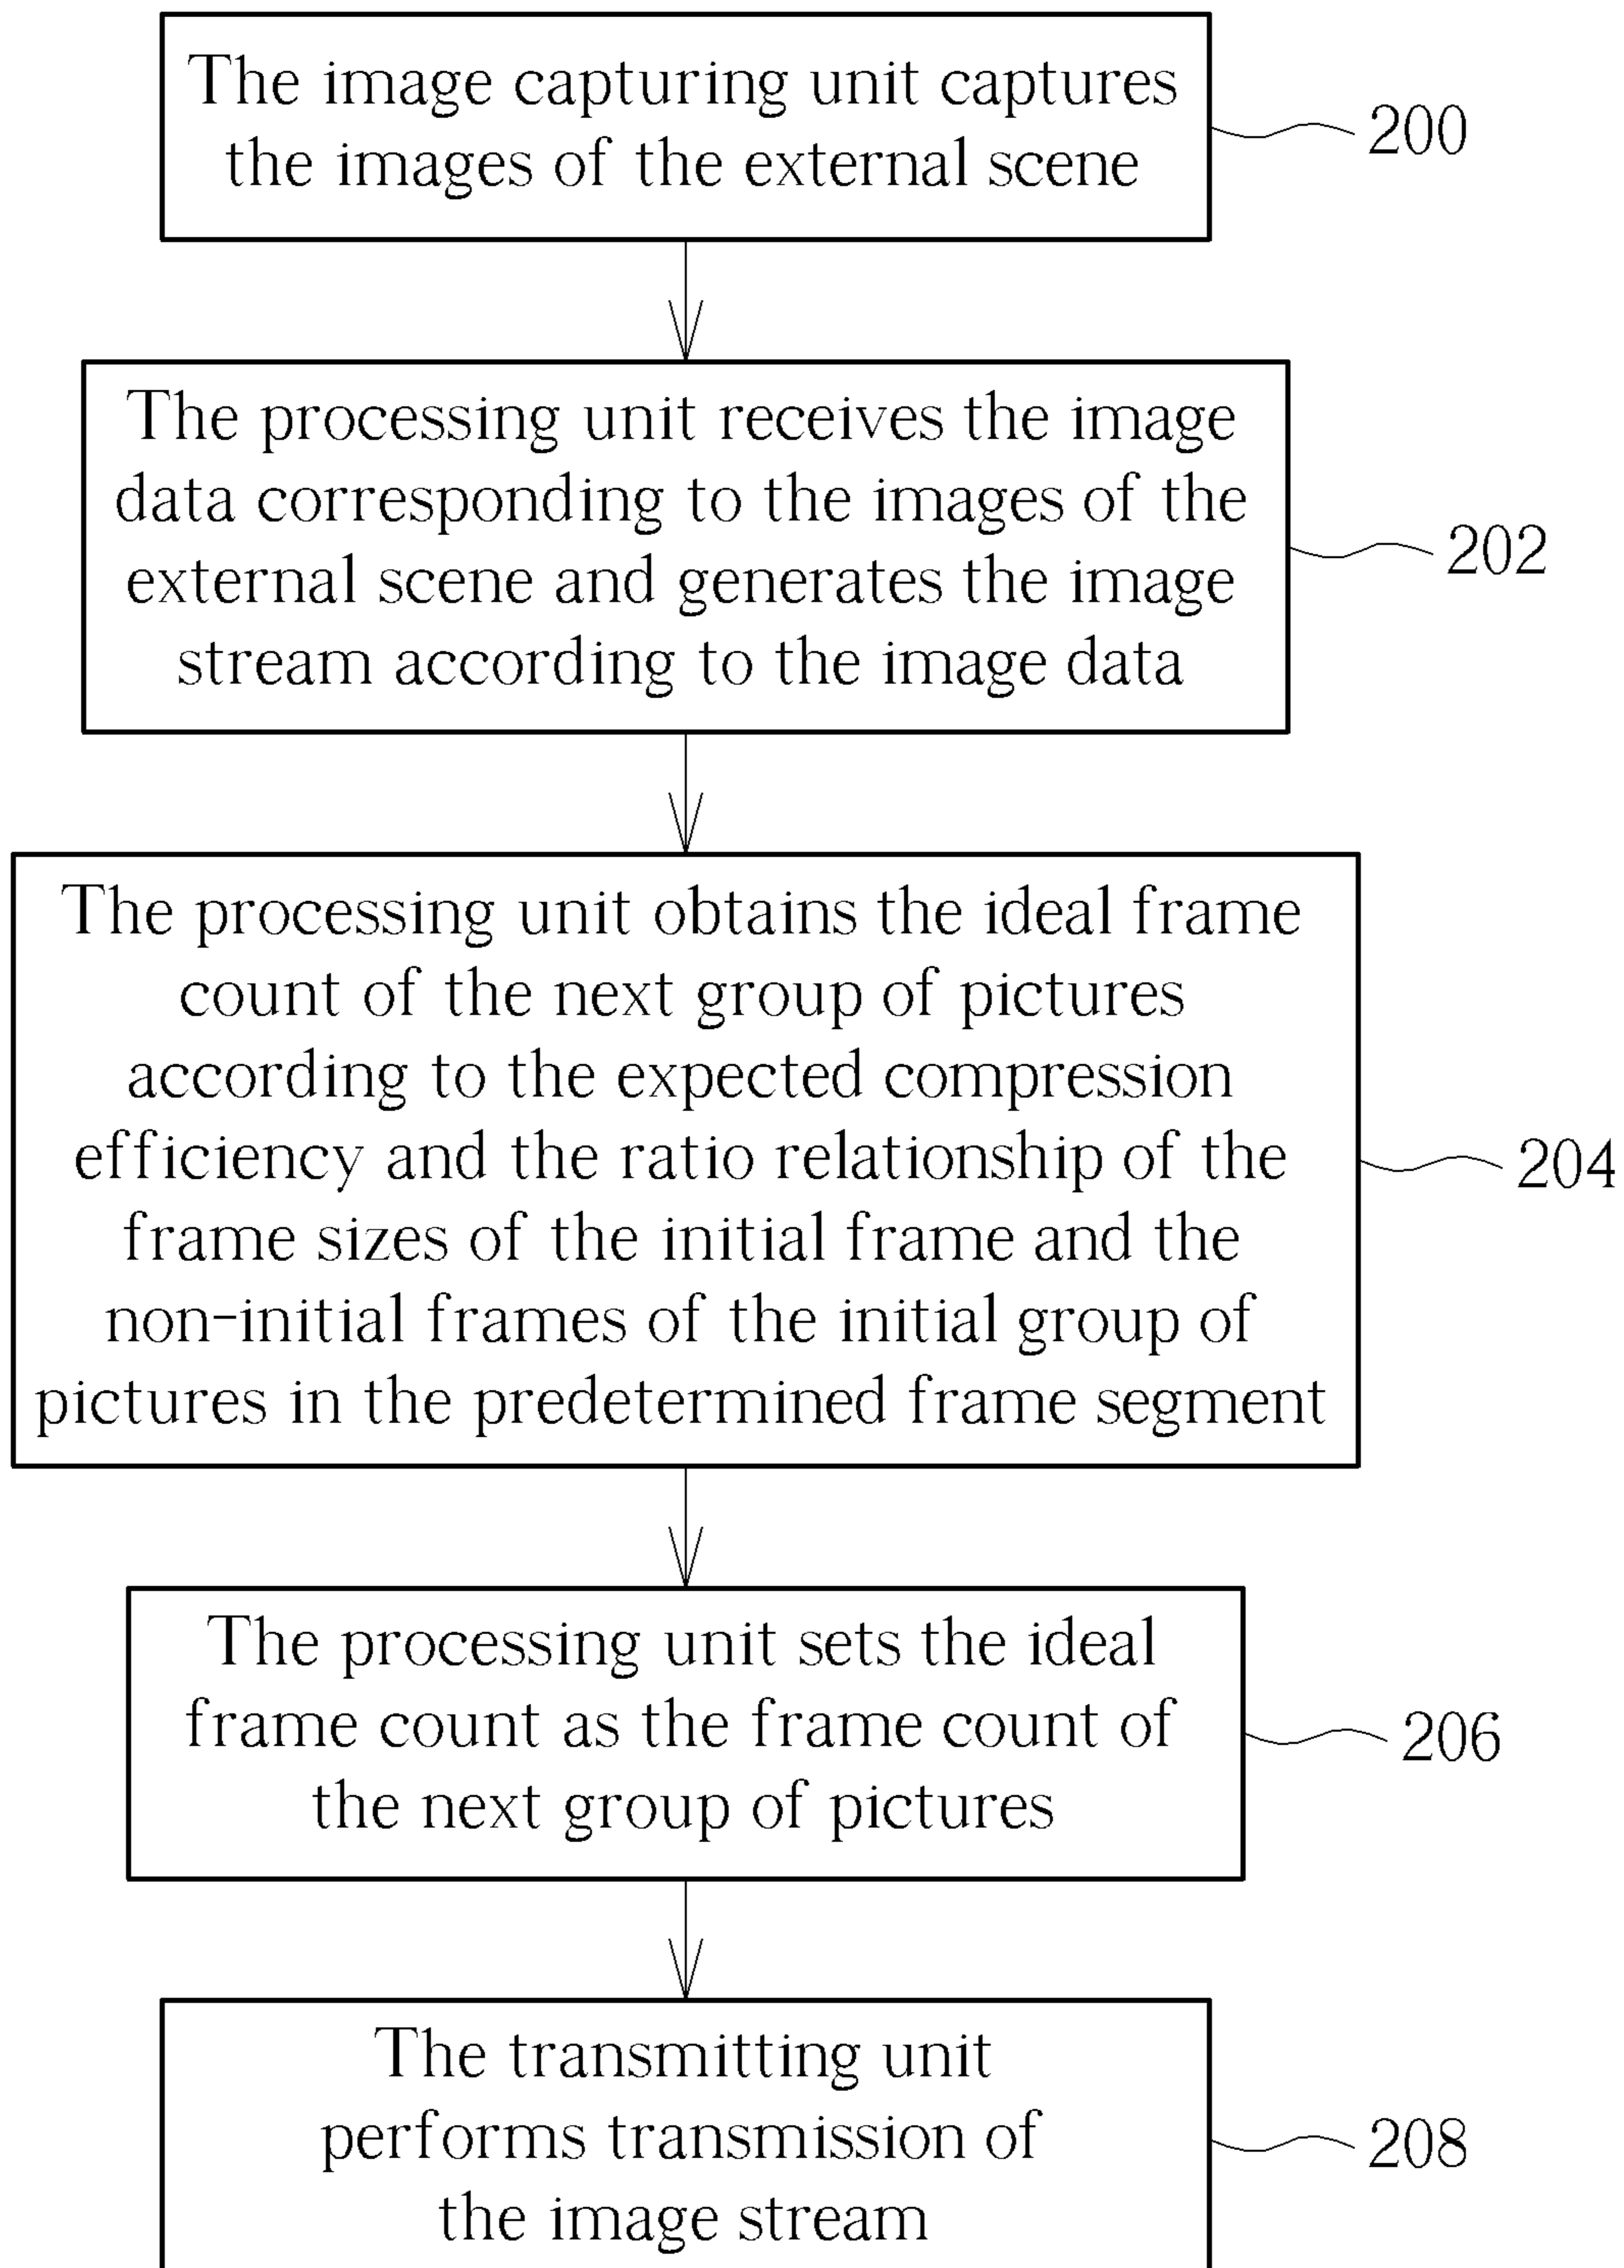 The image capturing unit captures
the images of the external scene
200
The processing unit receives the image
data corresponding to the images of the
external scene and generates the image
stream according to the image data
202
The processing unit obtains the ideal frame
count of the next group of pictures
according to the expected compression
efficiency and the ratio relationship of the
frame sizes of the initial frame and the
non-initial frames of the initial group of
pictures in the predetermined frame segment
204
The processing unit sets the ideal
frame count as the frame count of
the next group of pictures
206
The transmitting unit
performs transmission of
the image stream
208